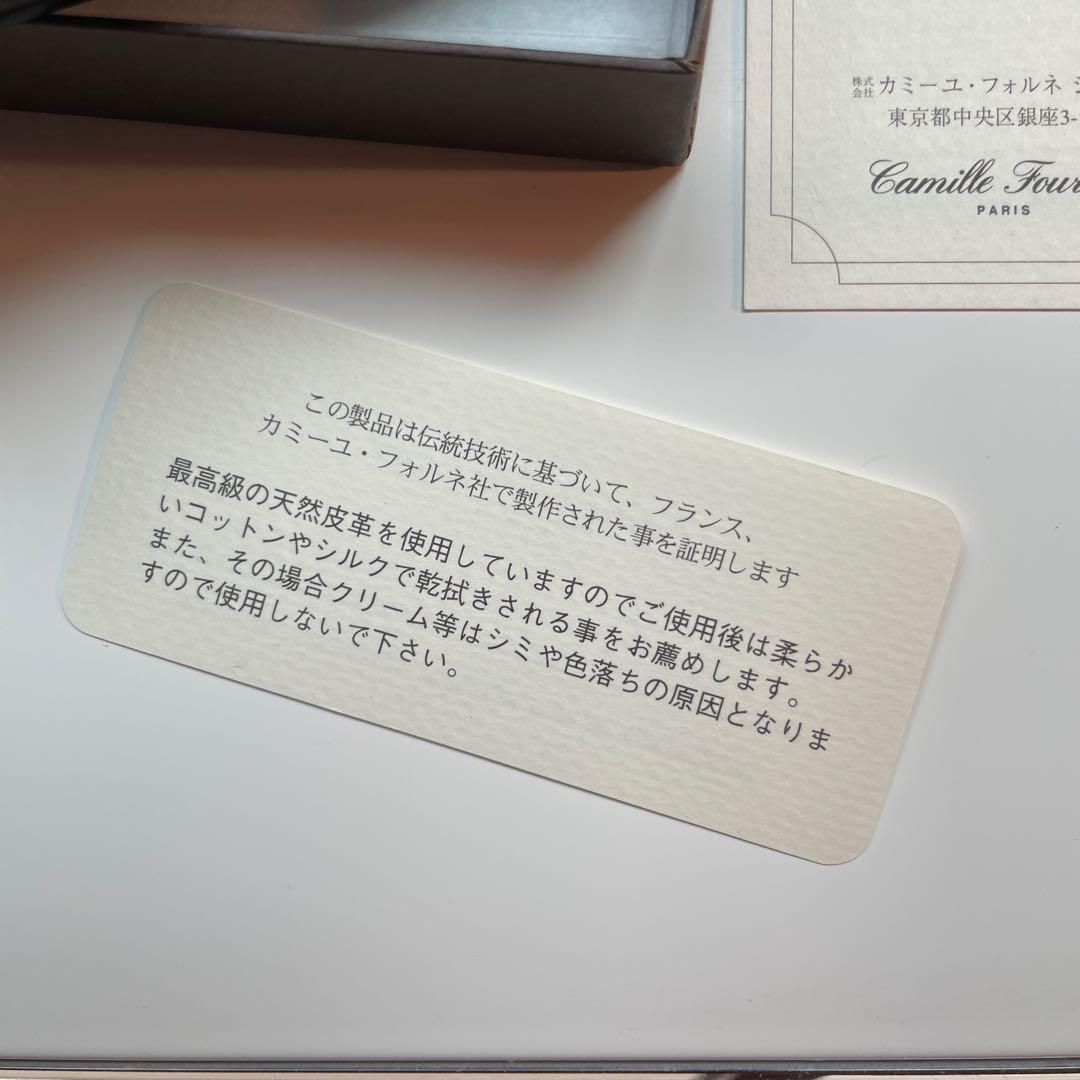 株式会社 カミーユ・フォルネ
東京都中央区銀座3-
Camille
PARIS
この製品は伝統技術に基づいて、フランス、
カミーユ・フォルネ社で製作された事を証明します
最高級の天然皮革を使用していますのでご使用後は柔らか
いコットンやシルクで乾拭きされる事をお薦めします。
また、その場合クリーム等はシミや色落ちの原因となりま
すので使用しないで下さい。